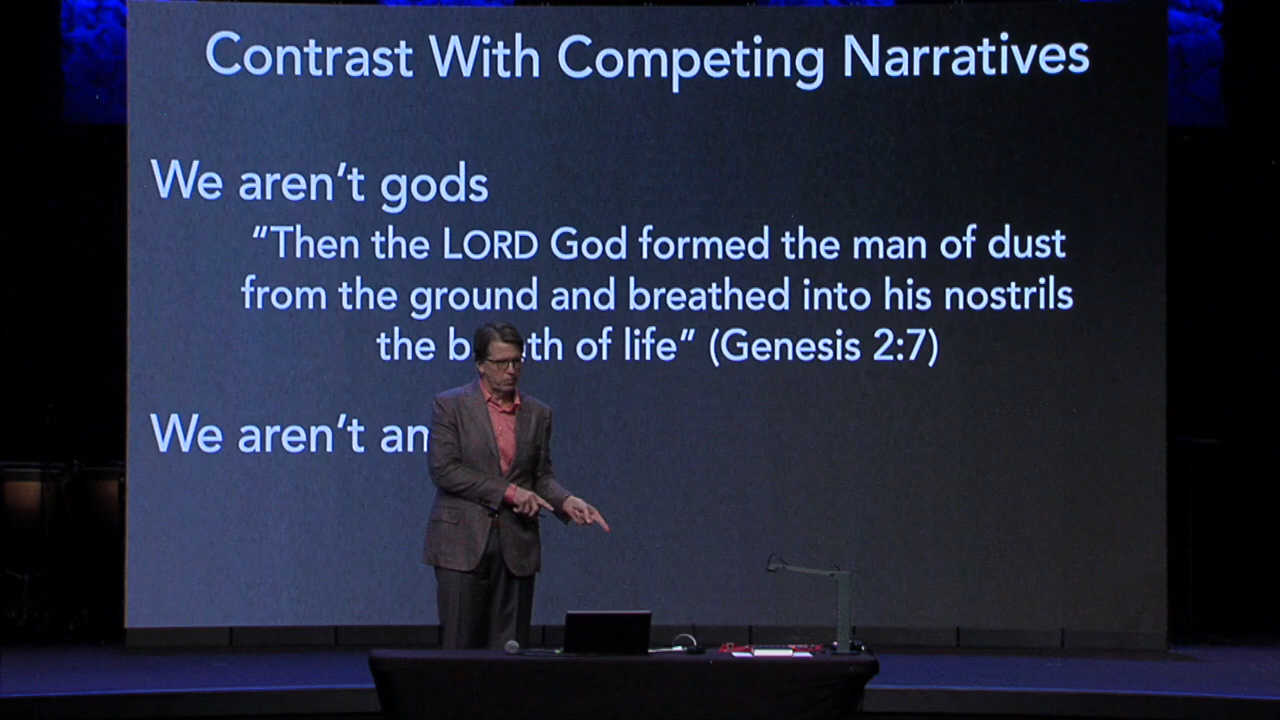 Contrast With Competing Narratives
We aren't gods
"Then the LORD God formed the man of dust
from the ground and breathed into his nostrils
the of life" (Genesis 2:7)
We aren't